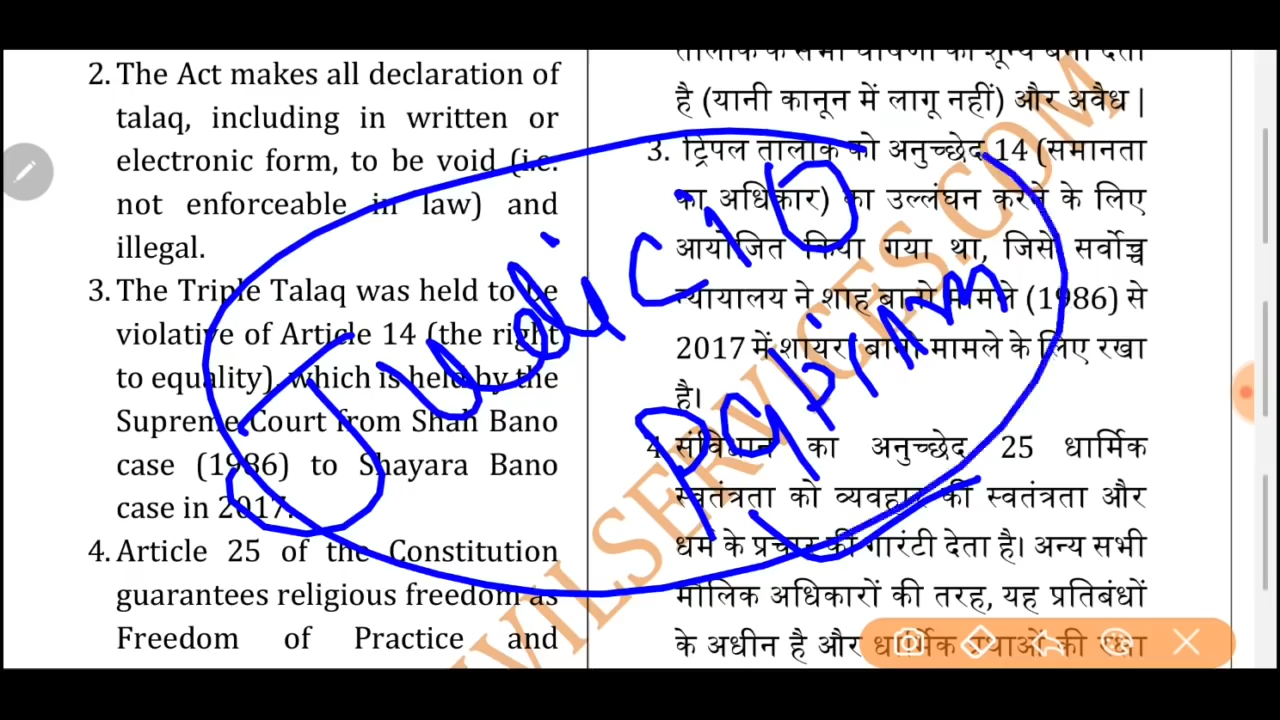 2. The Act makes all declaration of
talaq, including in written or
electronic form, to be void (i.e.
not enforceable in law) and
illegal.
3. The Triple Talaq was held to be
violative of Article 14 (the right
to equality), which is held by the
Supreme Court from Shah Bano
case (1986) to Shayara Bano
case in 2017.
4. Article 25 of the Constitution
guarantees religious freedom as
Freedom of Practice and
है (यानी कानून में लागू नहीं) और अवैध |
3. ट्रिपल तालाक को अनुच्छेद 14 (समानता
का अधिकार) का उल्लंघन करने के लिए
आयोजित किया गया था, जिसे सर्वोच्च
न्यायालय ने शाह बानो मामले (1986) से
2017 में शायरा बानो मामले के लिए रखा
है।
4 संविधान का अनुच्छेद 25 धार्मिक
स्वतंत्रता को व्यवहार की स्वतंत्रता और
धर्म के प्रचार की गारंटी देता है। अन्य सभी
मौलिक अधिकारों की तरह, यह प्रतिबंधों
के अधीन है और धार्मिक प्रथाओं की रक्षा
IVILSERVICES.COM
Judicio